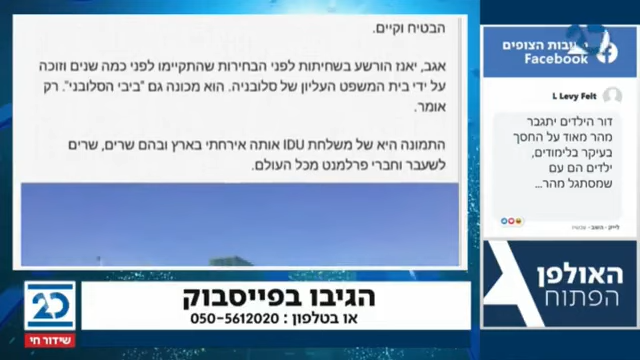 הבטיח וקיים.
אגב, יאנז הורשע בשחיתות לפני הבחירות שהתקיימו לפני כמה שנים וזוכה
על ידי בית המשפט העליון של סלובניה. הוא מכונה גם "ביבי הסלובני". רק
אומר.
התמונה היא של משלחת IDU אותה אירחתי בארץ ובהם שרים, שרים
לשעבר וחברי פרלמנט מכל העולם.
הצופים
Facebook
L Levy Felt
דור הילדים יתגבר
מהר מאוד על החסך
בעיקר בלימודים,
ילדים הם עם
שמסתגל מהר...
לייק · השב ·
האולפן
הפתוח
הגיבו בפייסבוק
או בטלפון : 050-5612020
20
שידור חי